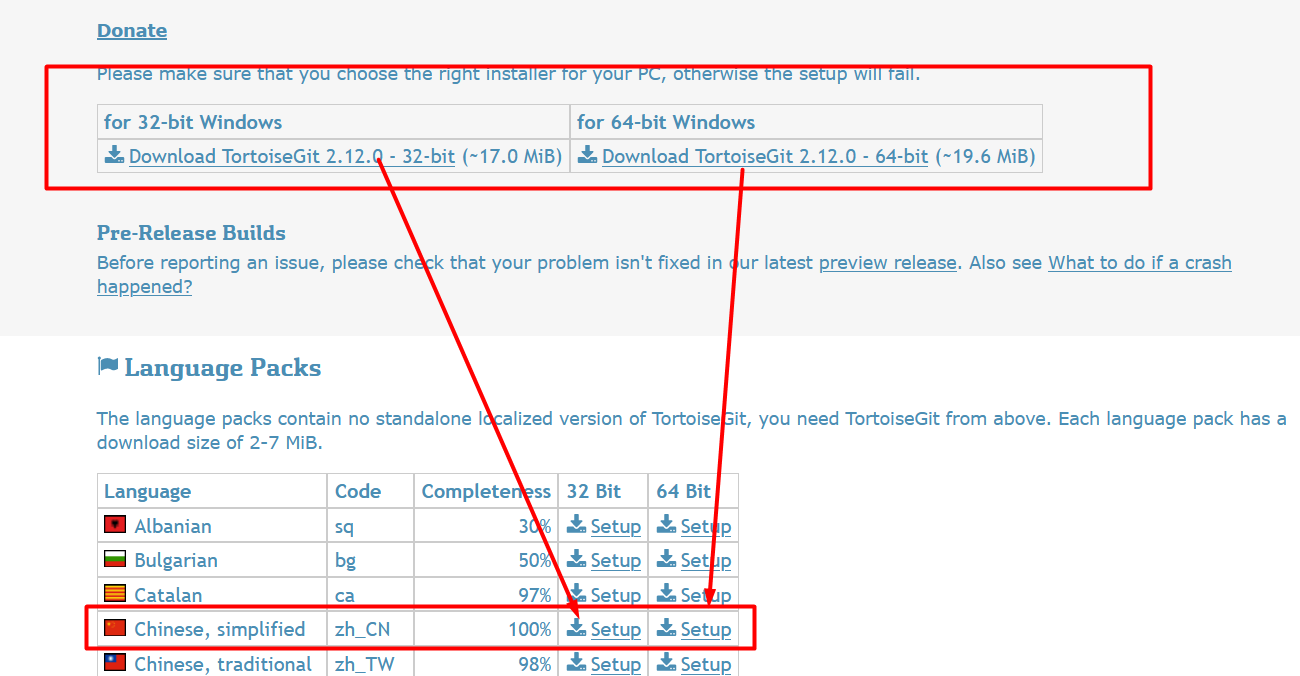 Donate
Please make sure that you choose the right installer for your PC, otherwise the setup will fail.
for 32-bit Windows for 64-bit Windows
Download TortoiseGit 2.12.0 - 32-bit (~17.0 MiB) Download TortoiseGit 2.12.0 - 64-bit (~19.6 MiB)
Pre-Release Builds
Before reporting an issue, please check that your problem isn't fixed in our latest preview release. Also see What to do if a crash
happened?
Language Packs
The language packs contain no standalone localized version of TortoiseGit, you need TortoiseGit from above. Each language pack has a
download size of 2-7 MiB.
Language Code Completeness 32 Bit 64 Bit
Albanian sq 30% Setup Setup
Bulgarian bg 50% Setup Setup
Catalan ca 97% Setup Setup
Chinese, simplified zh_CN 100% Setup Setup
Chinese, traditional zh_TW 98% Setup Setup